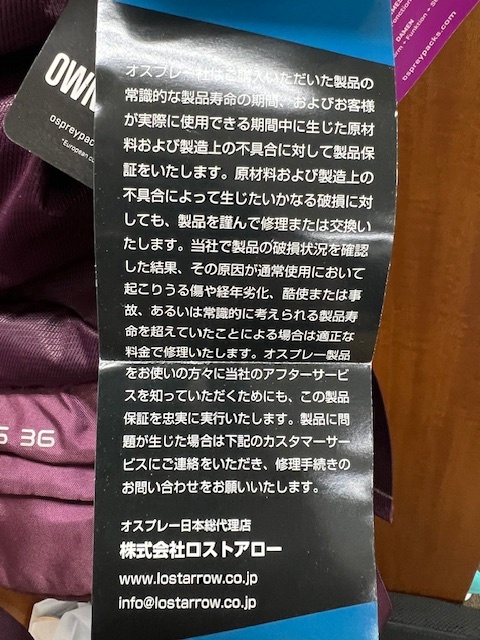 オスプレー社はご購入いただいた製品の
常識的な製品寿命の期間、およびお客様
が実際に使用できる期間中に生じた原材
料および製造上の不具合に対して製品保
証をいたします。原材料および製造上の
不具合によって生じたいかなる破損に対
しても、製品を謹んで修理または交換い
たします。当社で製品の破損状況を確認
した結果、その原因が通常使用において
起こりうる傷や経年劣化、酷使または事
故、あるいは常識的に考えられる製品寿
命を超えていたことによる場合は適正な
料金で修理いたします。オスプレー製品
をお使いの方々に当社のアフターサービ
スを知っていただくためにも、この製品
保証を忠実に実行いたします。製品に問
題が生じた場合は下記のカスタマーサー
ビスにご連絡をいただき、修理手続きの
お問い合わせをお願いいたします。
オスプレー日本総代理店
株式会社ロストアロー
www.lostarrow.co.jp
info@lostarrow.co.jp
OWN
ospreypacks
*European
DAMEN
Funktion
ospreypacks.com
36